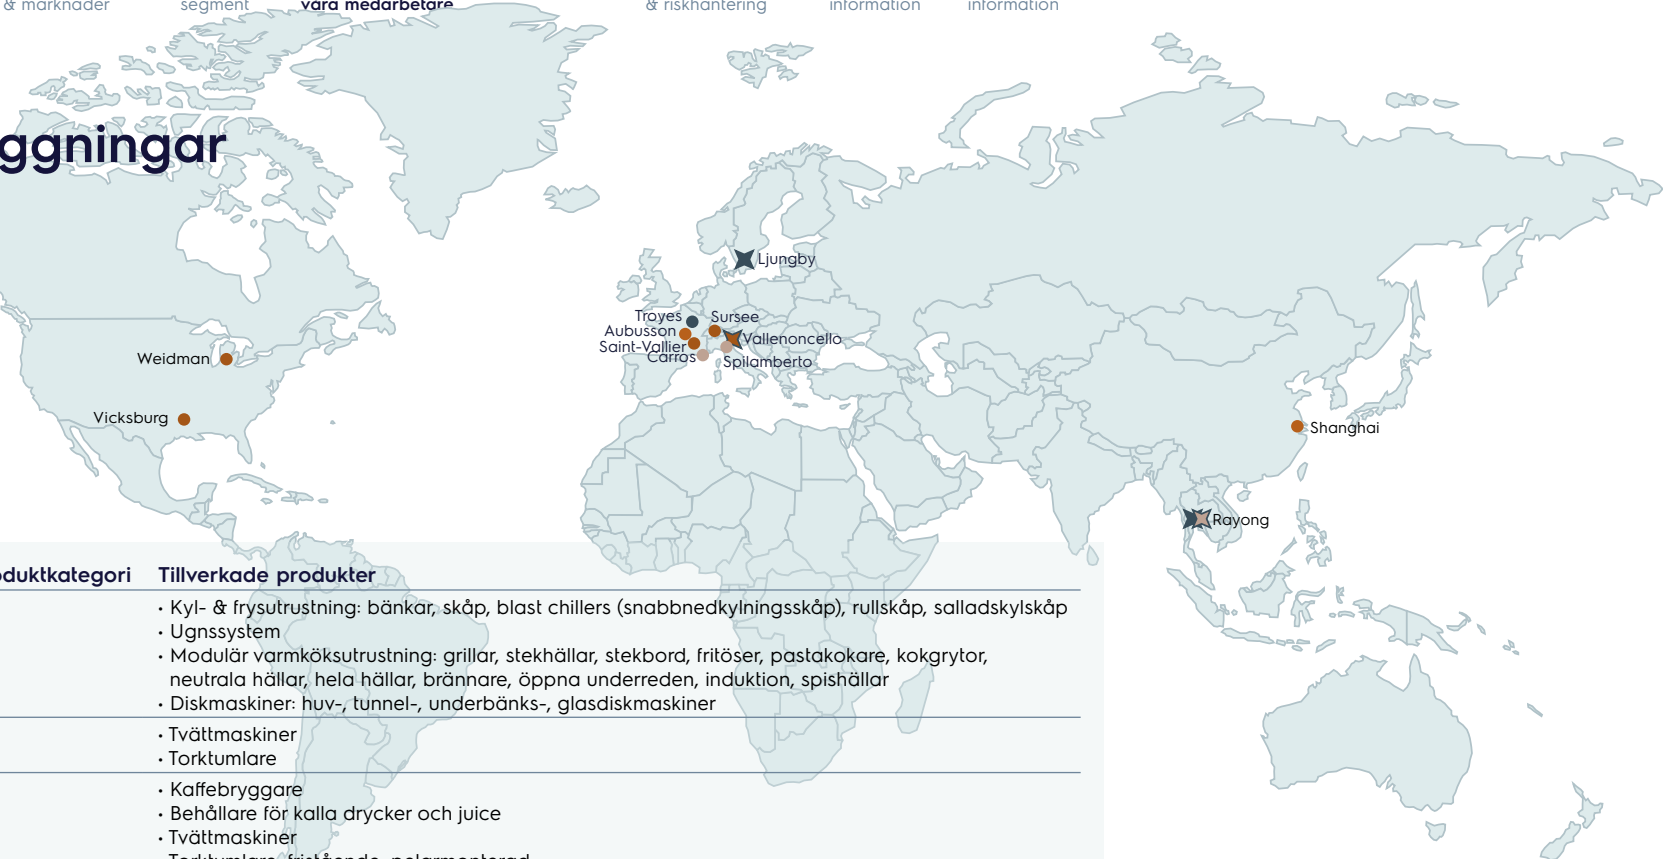 & marknader segment våra medarbetare & riskhantering information information
ggningar
Ljungby
Troyes
Sursee
Aubusson
Vallenoncello
Saint-Vallier
Carros
Spilamberto
Weidman
Vicksburg
Shanghai
Rayong
oduktkategori Tillverkade produkter
• Kyl- & frysutrustning: bänkar, skåp, blast chillers (snabbnedkylningsskåp), rullskåp, salladskylskåp
• Ugnssystem
• Modulär varmköksutrustning: grillar, stekhällar, stekbord, fritöser, pastakokare, kokgrytor,
neutrala hällar, hela hällar, brännare, öppna underreden, induktion, spishällar
• Diskmaskiner: huv-, tunnel-, underbänks-, glasdiskmaskiner
• Tvättmaskiner
• Torktumlare
• Kaffebryggare
• Behållare för kalla drycker och juice
• Tvättmaskiner
Torktumlare, fristående, pelarmonterad